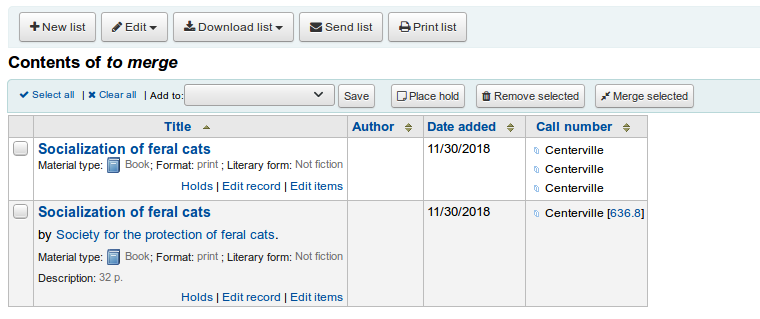 New list Edit Download list Send list Print list
Contents of to merge
Select all | Clear all | Add to: Save Place hold Remove selected Merge selected
Title Author Date added Call number
Socialization of feral cats 11/30/2018 Centerville
Material type: Book; Format: print ; Literary form: Not fiction
Centerville
Holds | Edit record | Edit items Centerville
Socialization of feral cats 11/30/2018 Centerville [636.8]
by Society for the protection of feral cats.
Material type: Book; Format: print ; Literary form: Not fiction
Description: 32 p.
Holds | Edit record | Edit items